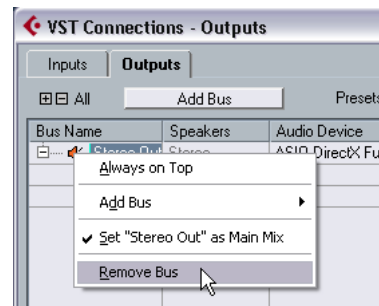 VST Connections - Outputs
Inputs Outputs
All Add Bus Presets
Bus Name Speakers Audio Device
Stereo Out Stereo ASIO DirectX Fu
Always on Top
Add Bus
Set "Stereo Out" as Main Mix
Remove Bus